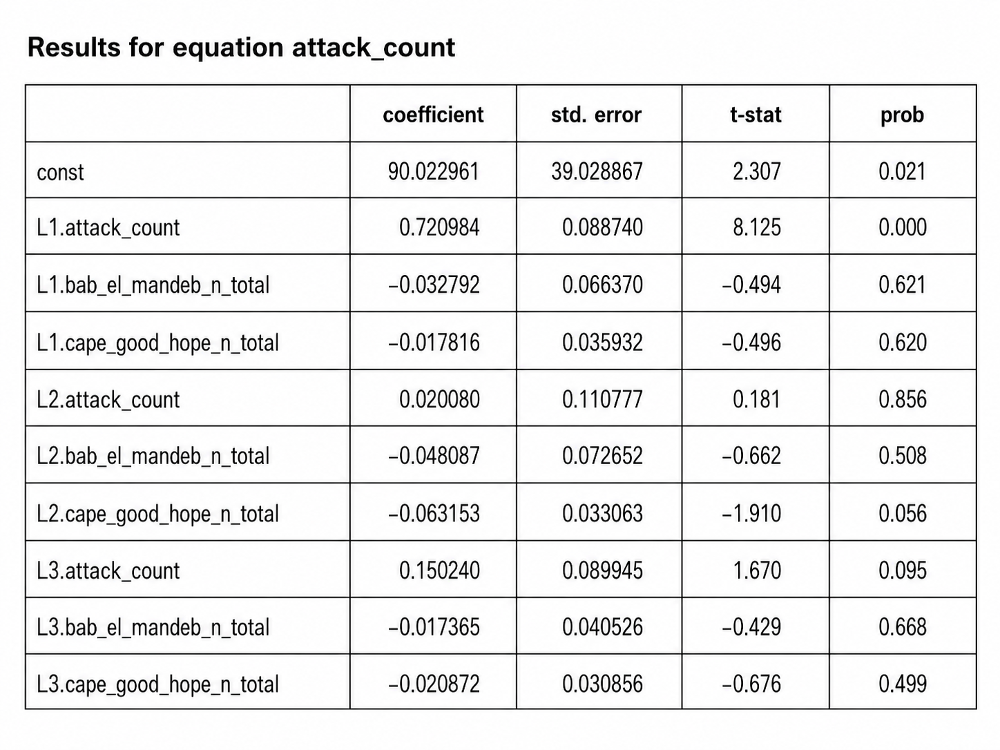 Results for equation attack_count
coefficient std. error t-stat prob
const 90.022961 39.028867 2.307 0.021
L1.attack_count 0.720984 0.088740 8.125 0.000
L1.bab_el_mandeb_n_total −0.032792 0.066370 −0.494 0.621
L1.cape_good_hope_n_total −0.017816 0.035932 −0.496 0.620
L2.attack_count 0.020080 0.110777 0.181 0.856
L2.bab_el_mandeb_n_total −0.048087 0.072652 −0.662 0.508
L2.cape_good_hope_n_total −0.063153 0.033063 −1.910 0.056
L3.attack_count 0.150240 0.089945 1.670 0.095
L3.bab_el_mandeb_n_total −0.017365 0.040526 −0.429 0.668
L3.cape_good_hope_n_total −0.020872 0.030856 −0.676 0.499